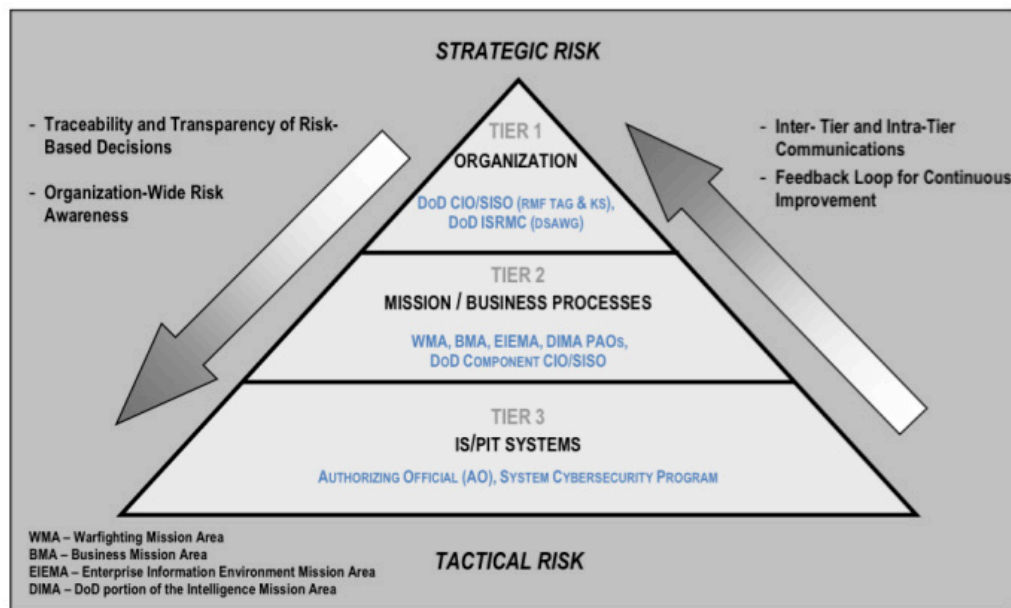 STRATEGIC RISK
- Traceability and Transparency of Risk-
Based Decisions
- Organization-Wide Risk
Awareness
TIER 1
ORGANIZATION
DOD CIO/SISO (RMF TAG & KS),
DOD ISRMC (DSAWG)
- Inter- Tier and Intra-Tier
Communications
- Feedback Loop for Continuous
Improvement
TIER 2
MISSION / BUSINESS PROCESSES
WMA, BMA, EIEMA, DIMA PAOS,
DOD COMPONENT CIO/SISO
TIER 3
IS/PIT SYSTEMS
AUTHORIZING OFFICIAL (AO), SYSTEM CYBERSECURITY PROGRAM
WMA – Warfighting Mission Area
BMA – Business Mission Area
EIEMA – Enterprise Information Environment Mission Area
DIMA – DoD portion of the Intelligence Mission Area
TACTICAL RISK